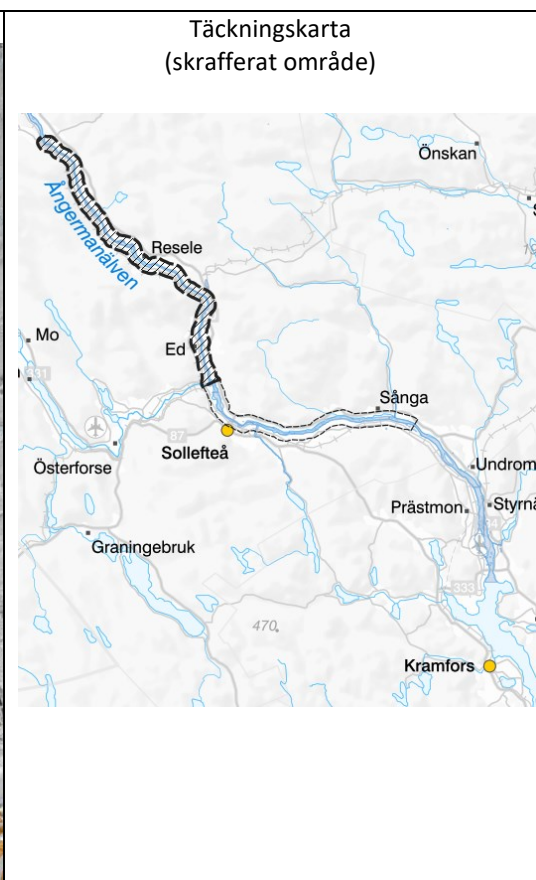 Täckningskarta
(skrafferat område)
Önskan
Ångermanälven
Resele
Mo
Ed
331
Sånga
87
Sollefteå
Österforse
Undrom
Prästmon
Styrnä
Graningebruk
333
470
Kramfors